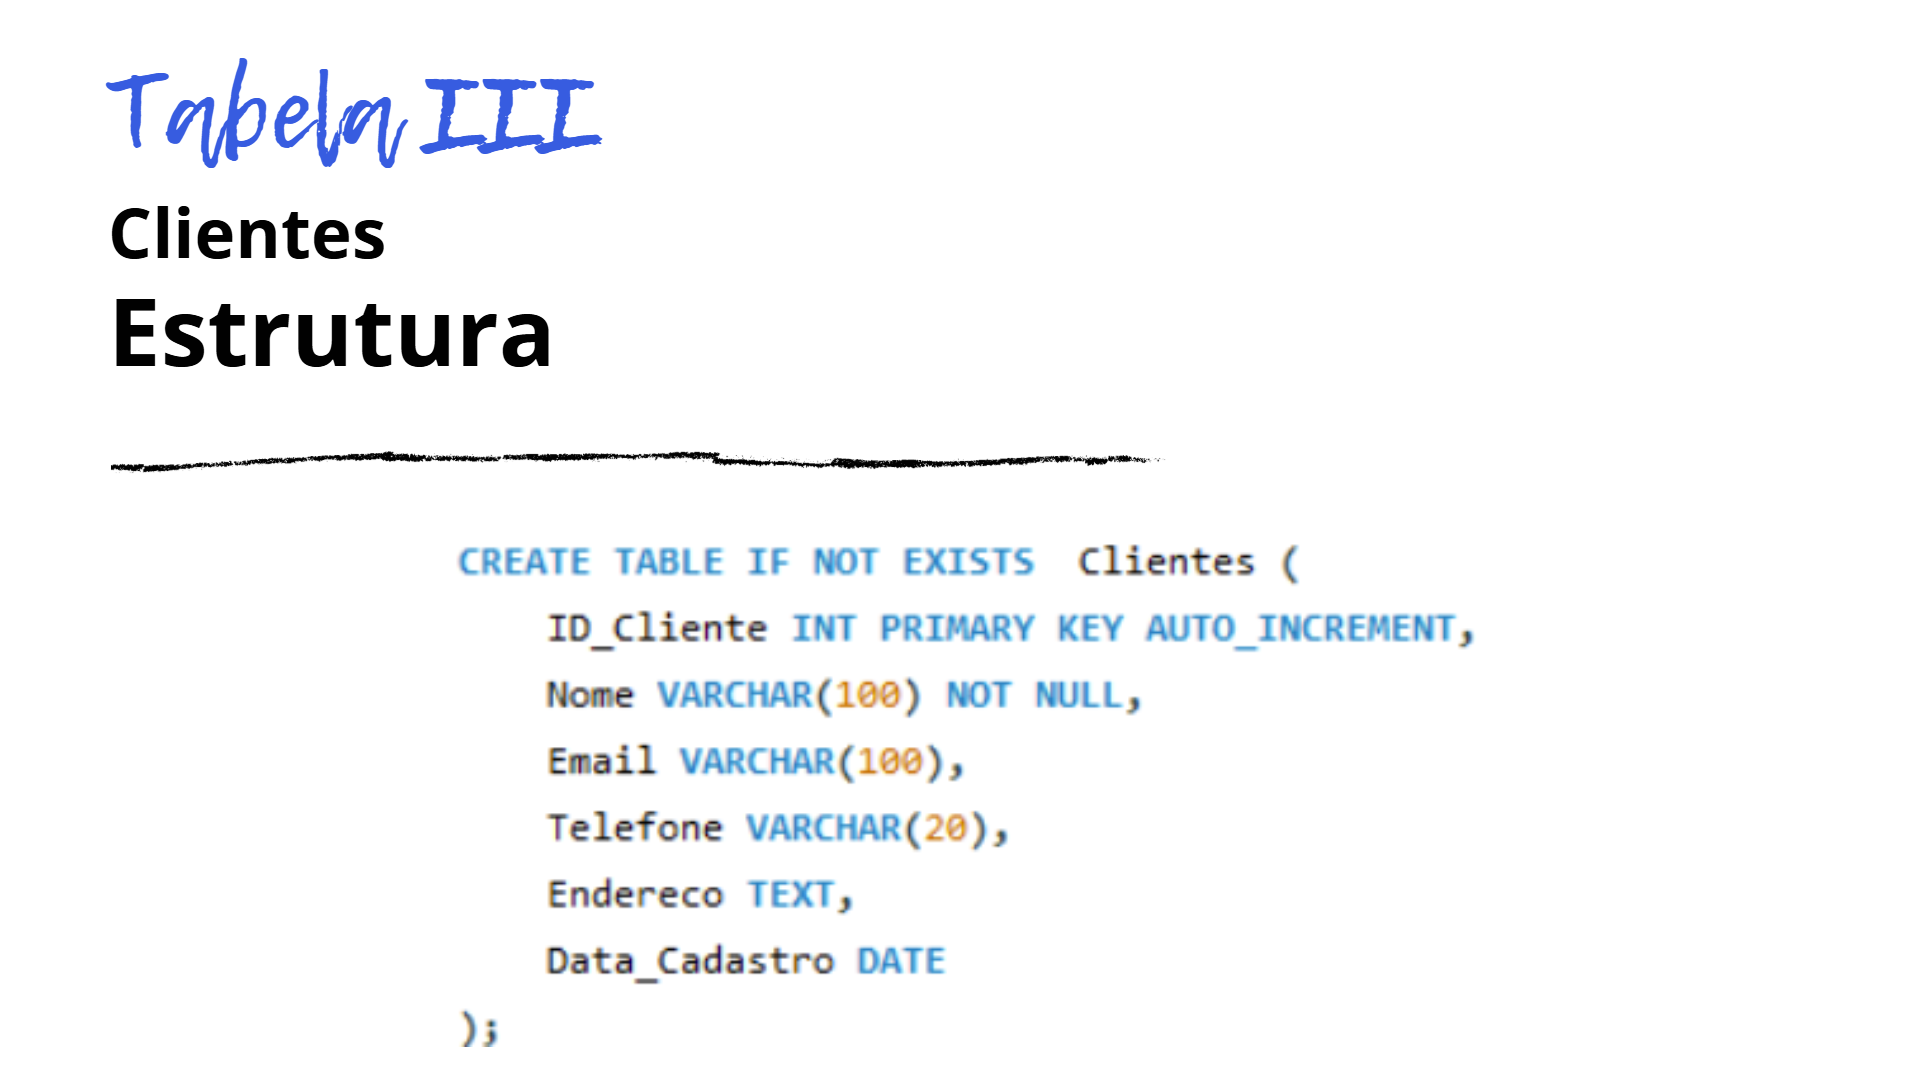 Tabela III
Clientes
Estrutura
CREATE TABLE IF NOT EXISTS  Clientes (
    ID_Cliente INT PRIMARY KEY AUTO_INCREMENT,
    Nome VARCHAR(100) NOT NULL,
    Email VARCHAR(100),
    Telefone VARCHAR(20),
    Endereco TEXT,
    Data_Cadastro DATE
);